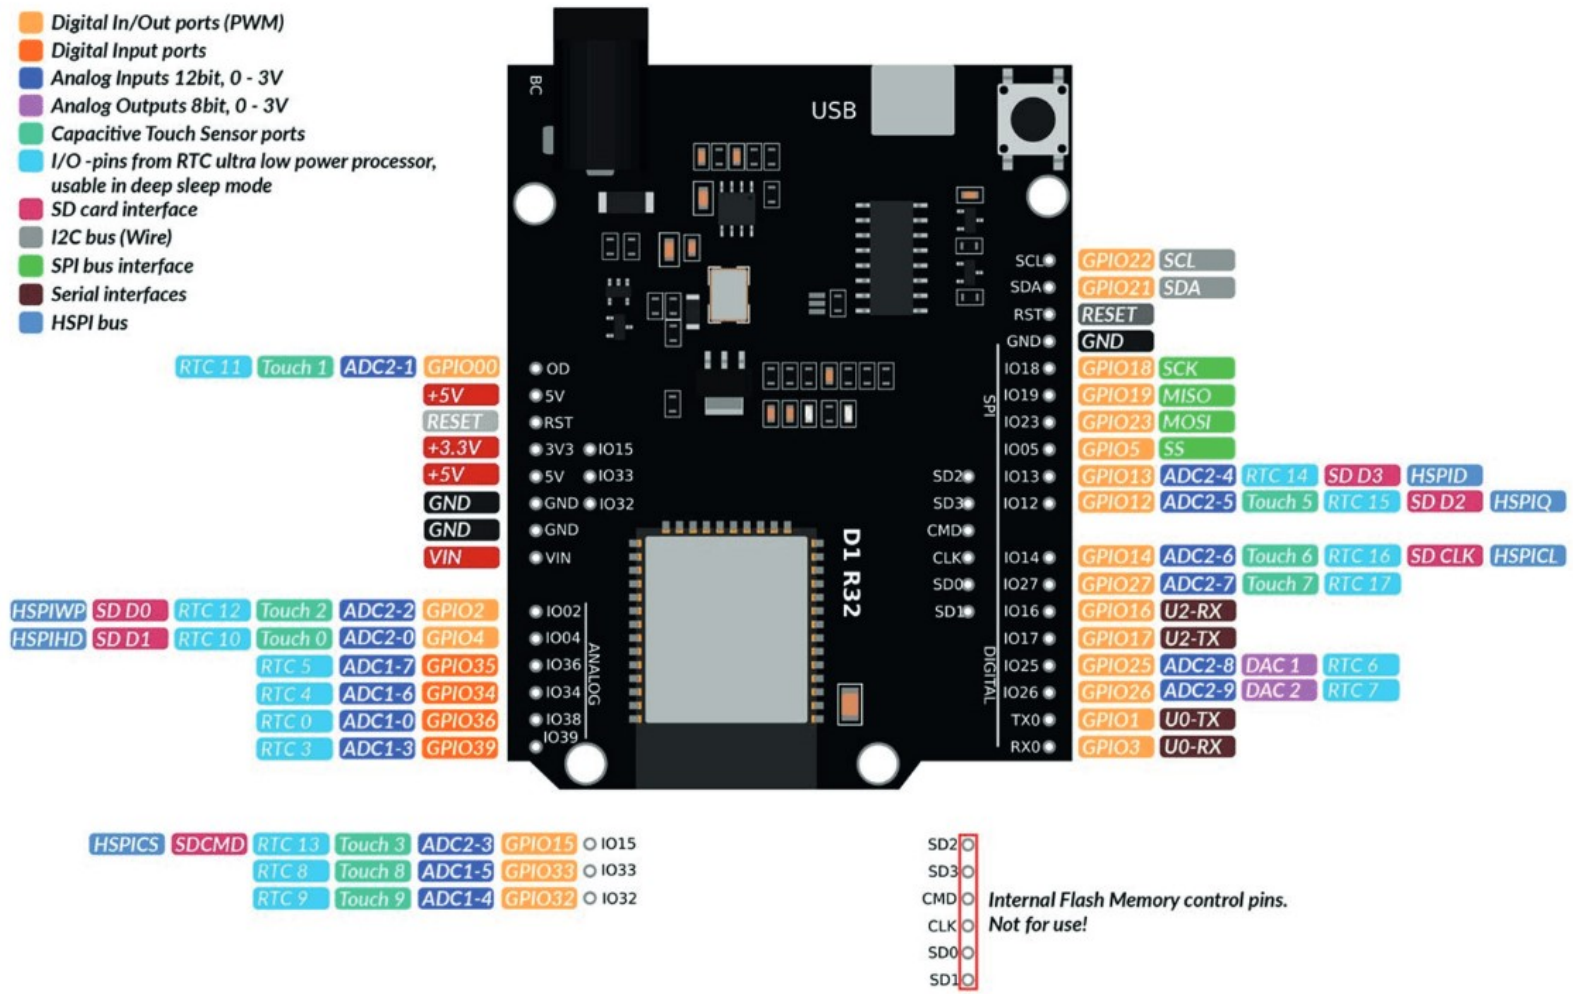 Digital In/Out ports (PWM)
Digital Input ports
Analog Inputs 12bit, 0 - 3V
Analog Outputs 8bit, 0 - 3V
Capacitive Touch Sensor ports
I/O -pins from RTC ultra low power processor,
usable in deep sleep mode
SD card interface
I2C bus (Wire)
SPI bus interface
Serial interfaces
HSPI bus
BC
USB
RTC 11 Touch 1 ADC2-1 GPIO00 OD
+5V 5V
RESET RST
+3.3V 3V3 IO15
+5V 5V IO33
GND GND IO32
GND GND
VIN VIN
HSPIWP SD D0 RTC 12 Touch 2 ADC2-2 GPIO2 IO02
HSPIHD SD D1 RTC 10 Touch 0 ADC2-0 GPIO4 IO04
RTC 5 ADC1-7 GPIO35 IO36
RTC 4 ADC1-6 GPIO34 IO34
RTC 0 ADC1-0 GPIO36 IO38
RTC 3 ADC1-3 GPIO39 IO39
ANALOG
D1 R32
SD2
SD3
CMD
CLK
SD0
SD1
SPI
DIGITAL
SCL GPIO22 SCL
SDA GPIO21 SDA
RST RESET
GND GND
IO18 GPIO18 SCK
IO19 GPIO19 MISO
IO23 GPIO23 MOSI
IO05 GPIO5 SS
IO13 GPIO13 ADC2-4 RTC 14 SD D3 HSPID
IO12 GPIO12 ADC2-5 Touch 5 RTC 15 SD D2 HSPIQ
IO14 GPIO14 ADC2-6 Touch 6 RTC 16 SD CLK HSPICL
IO27 GPIO27 ADC2-7 Touch 7 RTC 17
IO16 GPIO16 U2-RX
IO17 GPIO17 U2-TX
IO25 GPIO25 ADC2-8 DAC 1 RTC 6
IO26 GPIO26 ADC2-9 DAC 2 RTC 7
TX0 GPIO1 U0-TX
RX0 GPIO3 U0-RX
HSPICS SDCMD RTC 13 Touch 3 ADC2-3 GPIO15 IO15
RTC 8 Touch 8 ADC1-5 GPIO33 IO33
RTC 9 Touch 9 ADC1-4 GPIO32 IO32
SD2
SD3
CMD
CLK
SD0
SD1
Internal Flash Memory control pins.
Not for use!